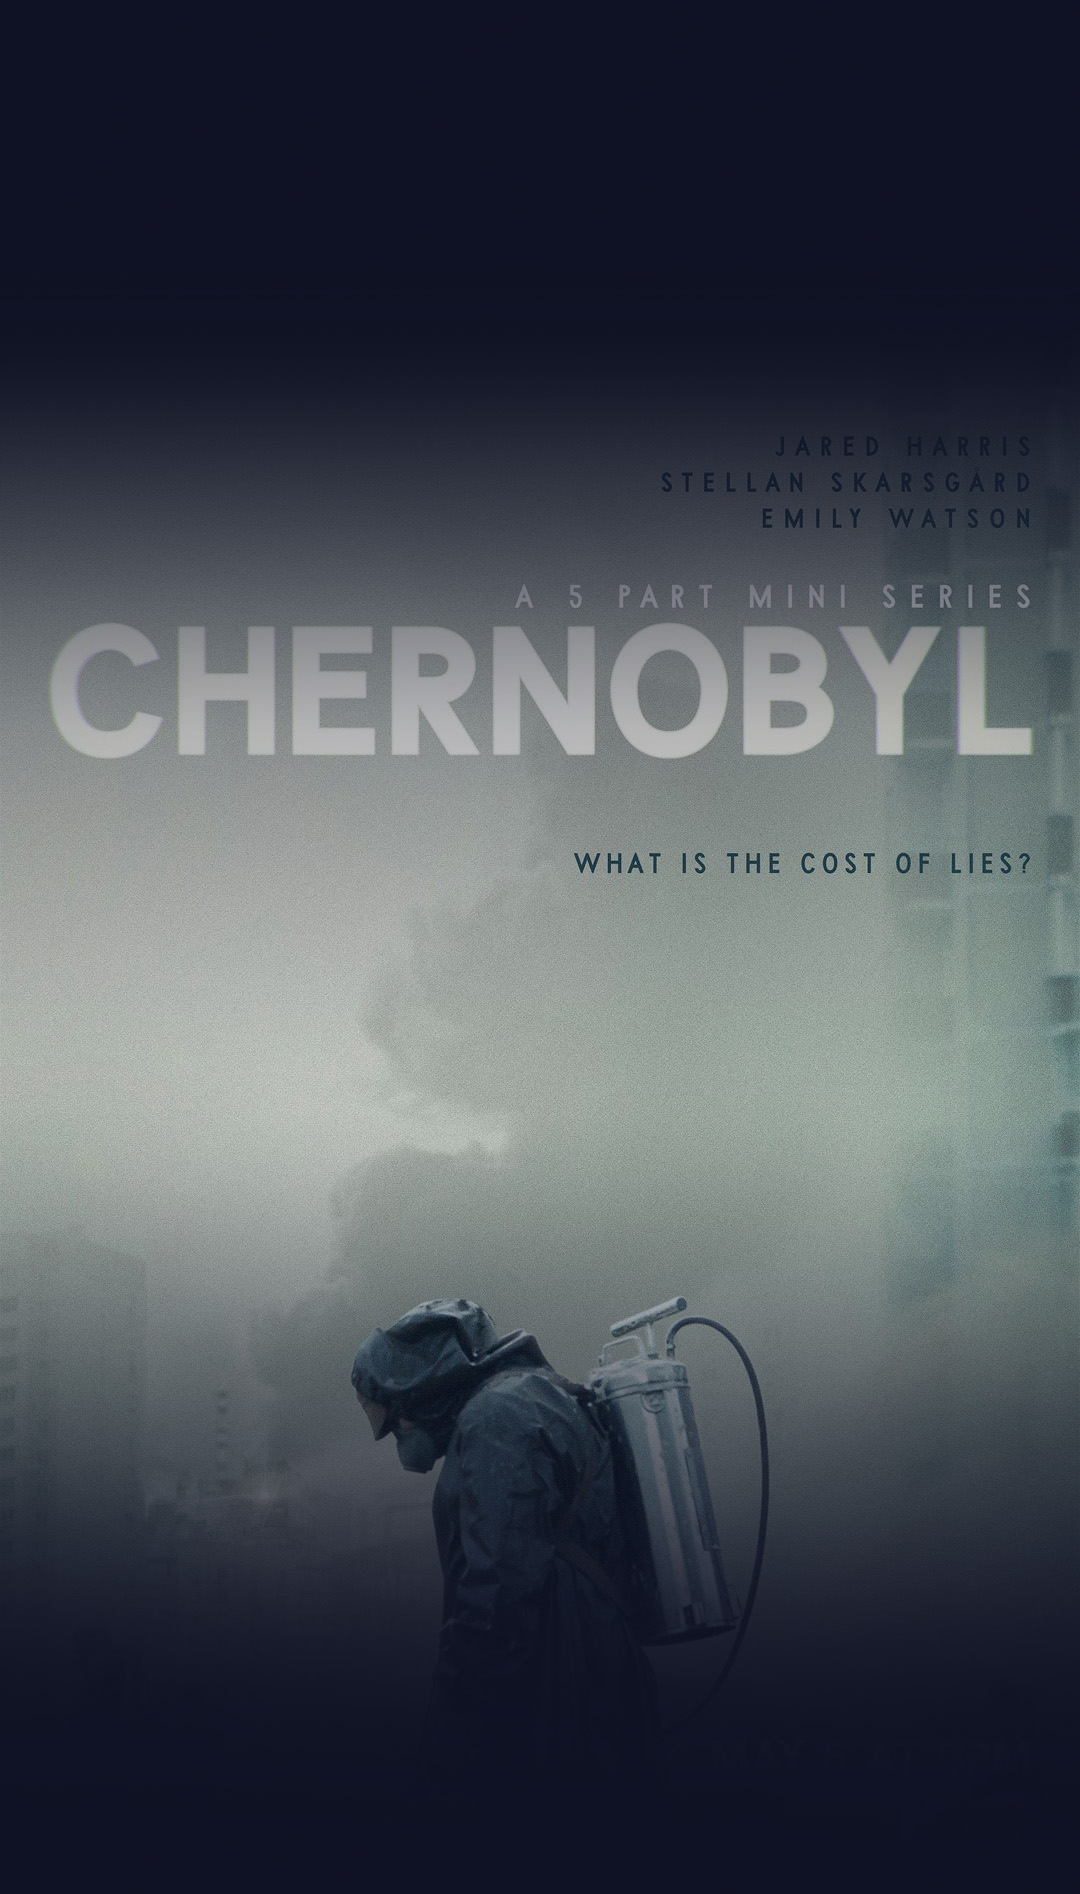 JARED HARRIS
STELLAN SKARSGÅRD
EMILY WATSON
A 5 PART MINI SERIES
CHERNOBYL
WHAT IS THE COST OF LIES?